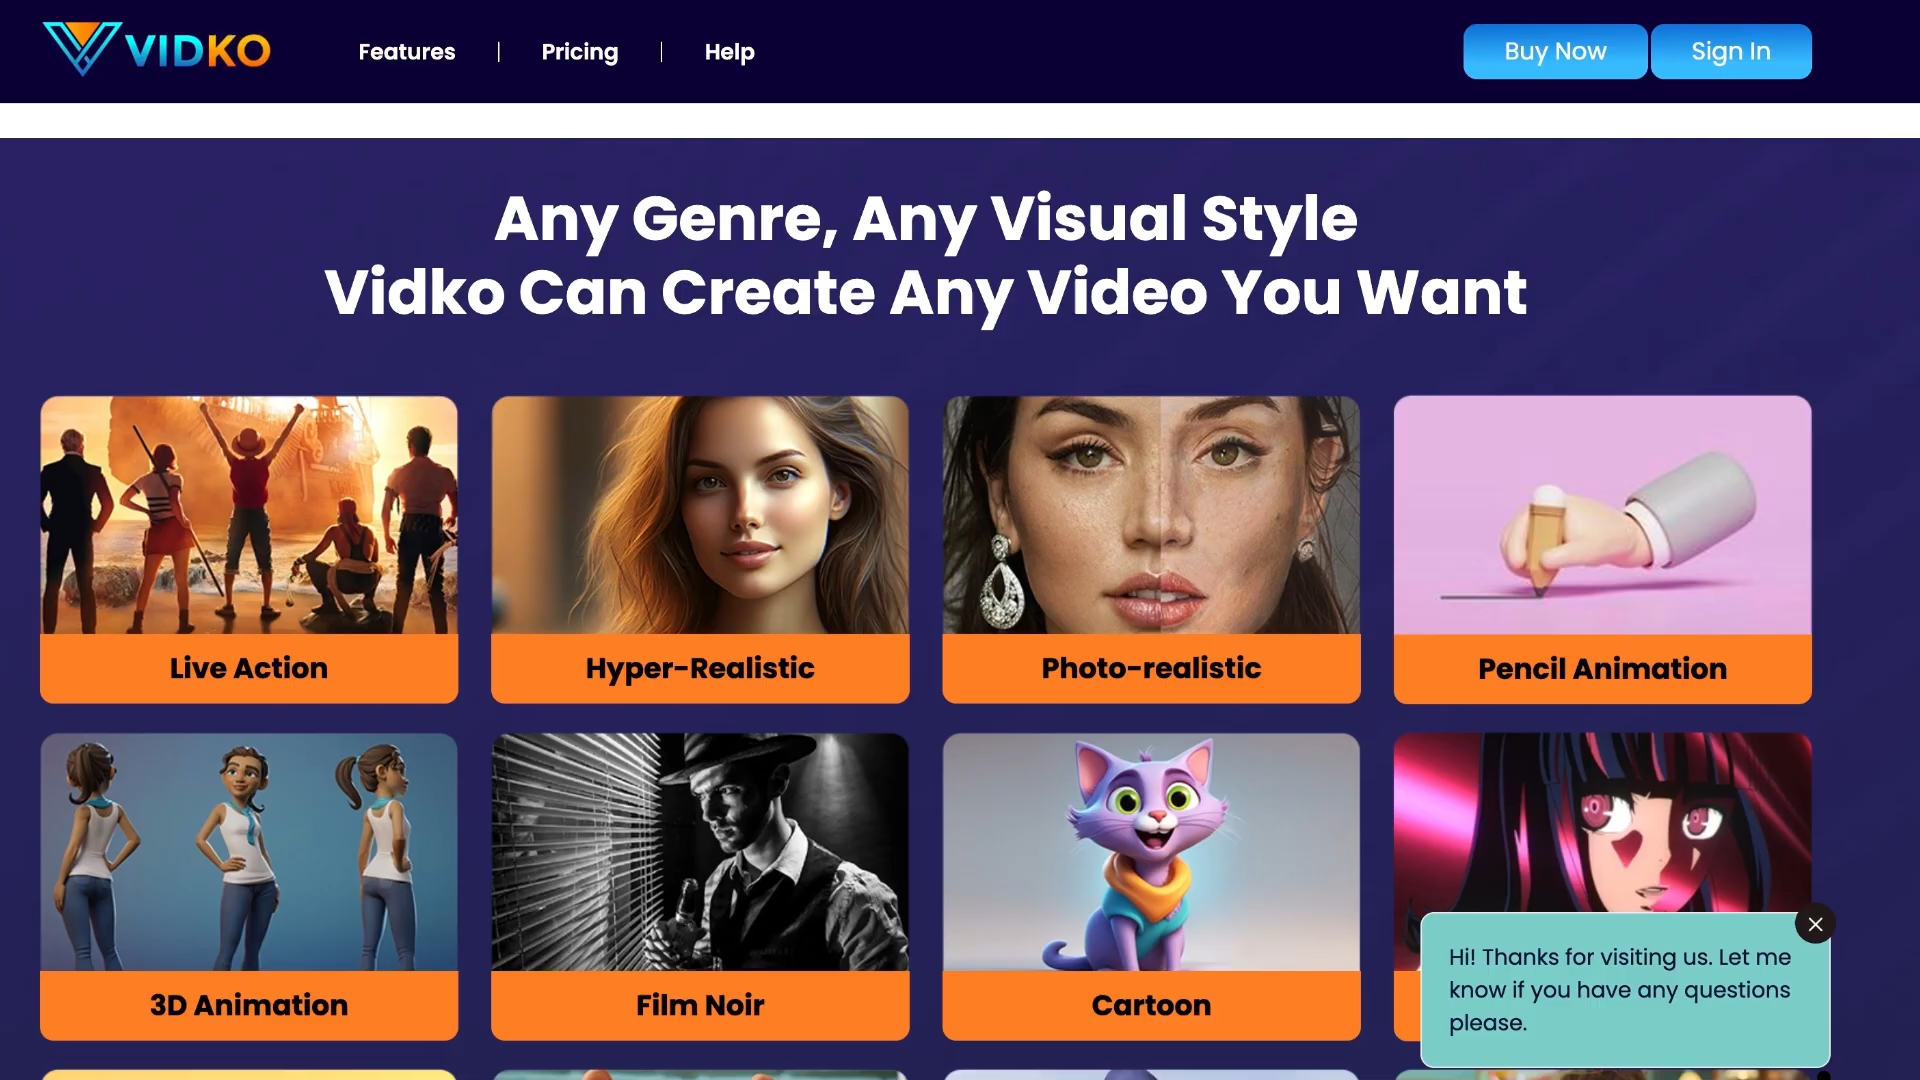 VIDKO
Features
Pricing
Help
Buy Now
Sign In
Any Genre, Any Visual Style
Vidko Can Create Any Video You Want
Live Action
Hyper-Realistic
Photo-realistic
Pencil Animation
3D Animation
Film Noir
Cartoon
Hi! Thanks for visiting us. Let me
know if you have any questions
please.